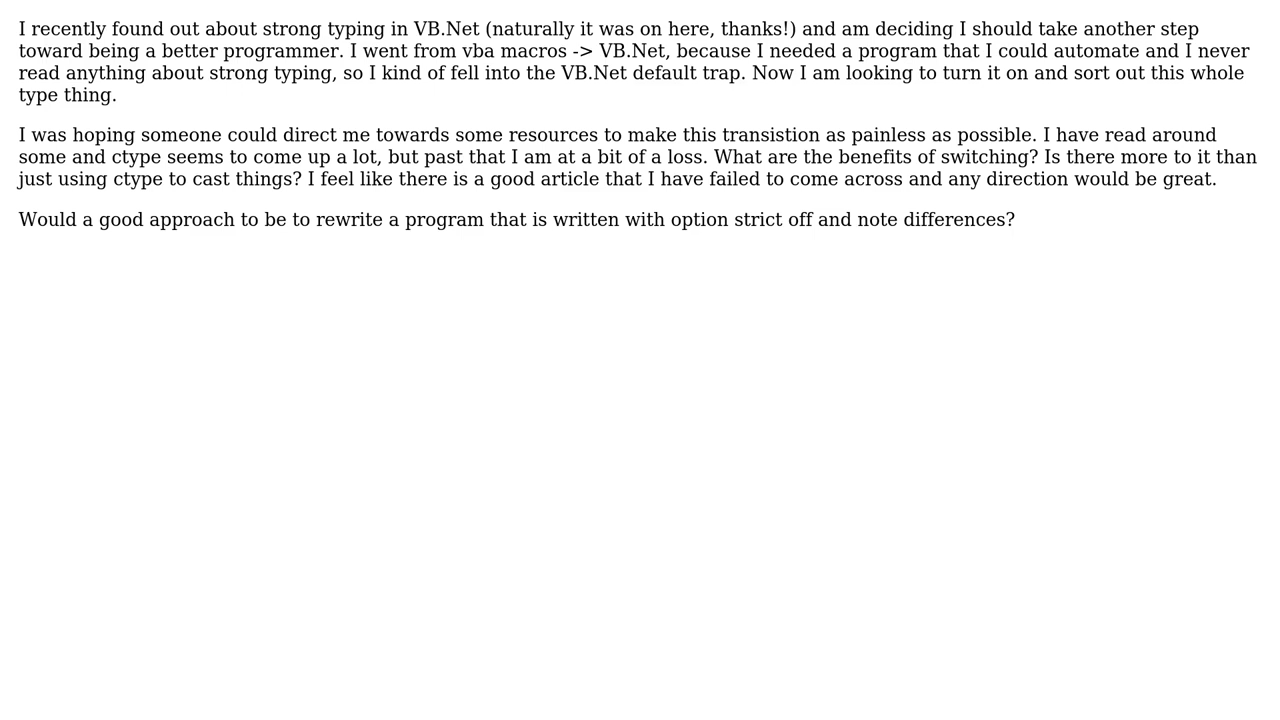 I recently found out about strong typing in VB.Net (naturally it was on here, thanks!) and am deciding I should take another step
toward being a better programmer. I went from vba macros -> VB.Net, because I needed a program that I could automate and I never
read anything about strong typing, so I kind of fell into the VB.Net default trap. Now I am looking to turn it on and sort out this whole
type thing.
I was hoping someone could direct me towards some resources to make this transistion as painless as possible. I have read around
some and ctype seems to come up a lot, but past that I am at a bit of a loss. What are the benefits of switching? Is there more to it than
just using ctype to cast things? I feel like there is a good article that I have failed to come across and any direction would be great.
Would a good approach to be to rewrite a program that is written with option strict off and note differences?